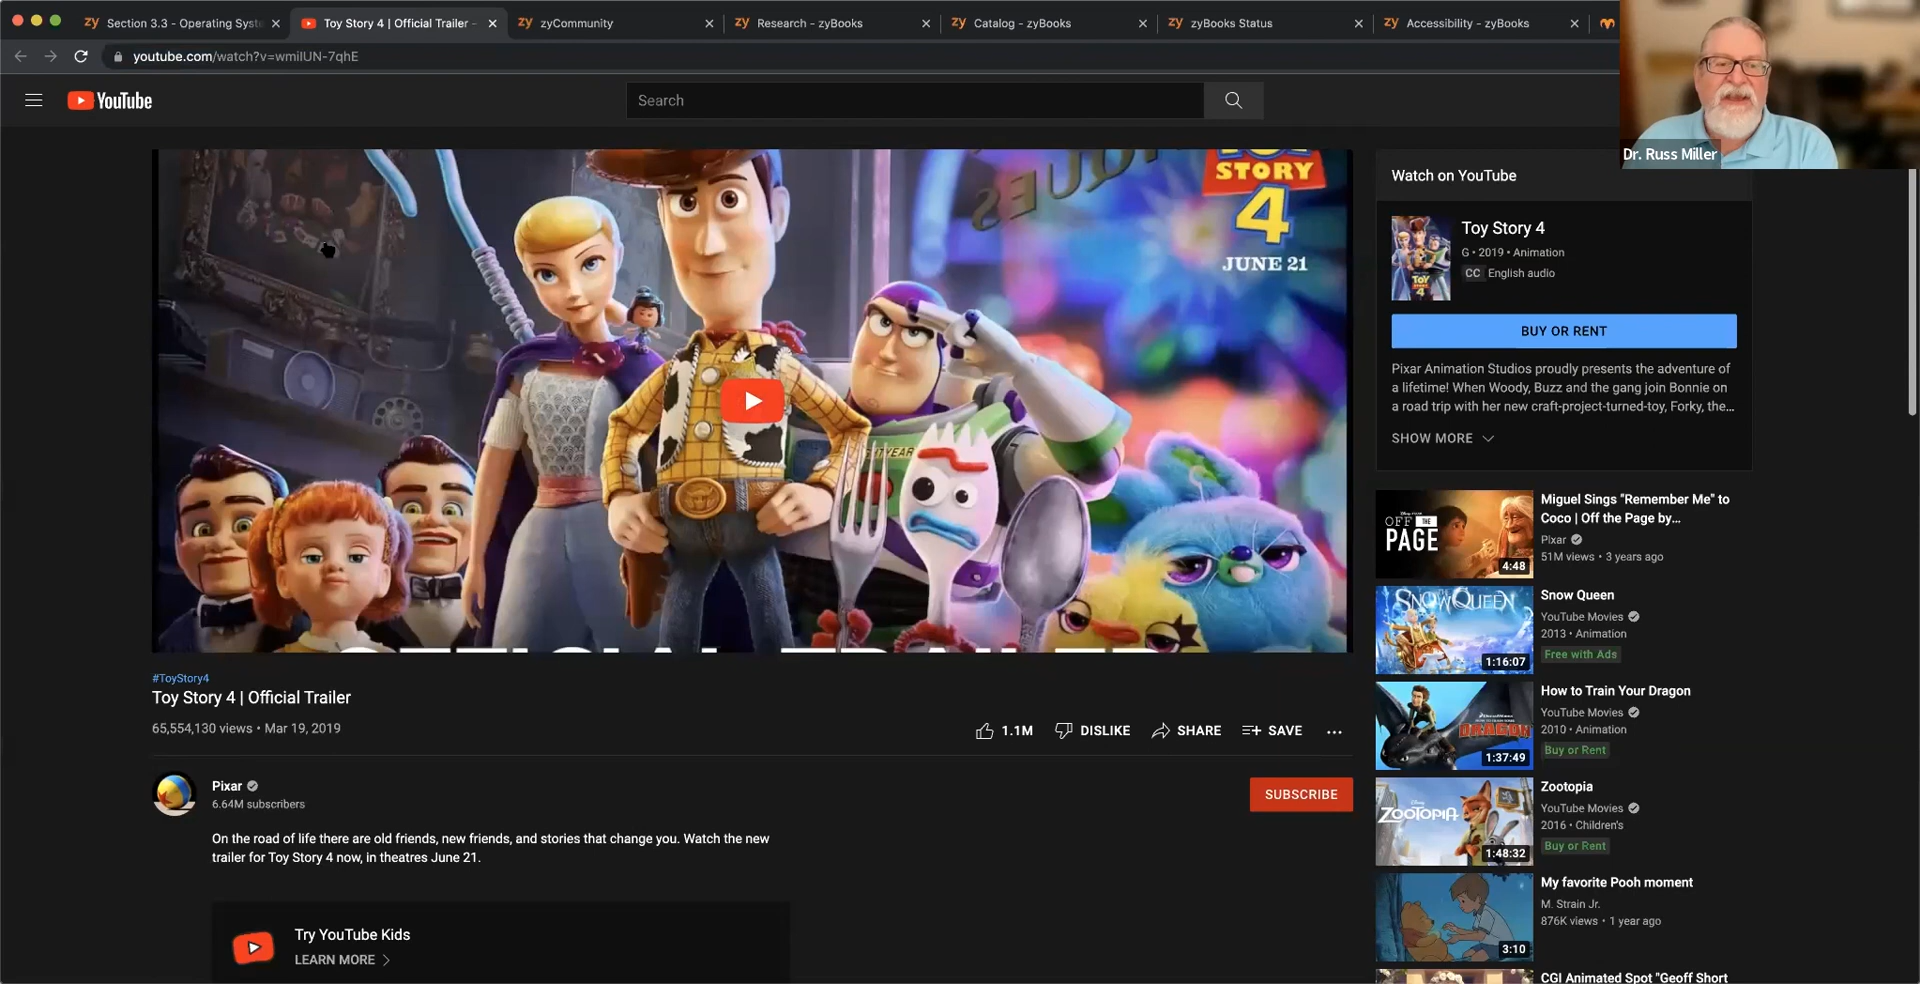 Section 3.3 - Operating Syst
Toy Story 4 | Official Trailer -
zyCommunity
Research - zyBooks
Catalog - zyBooks
zyBooks Status
Accessibility - zyBooks
youtube.com/watch?v=wmiIUN-7qhE
YouTube
Search
Dr. Russ Miller
STORY
4
JUNE 21
Watch on YouTube
Toy Story 4
G • 2019 • Animation
CC English audio
BUY OR RENT
Pixar Animation Studios proudly presents the adventure of
a lifetime! When Woody, Buzz and the gang join Bonnie on
a road trip with her new craft-project-turned-toy, Forky, the...
SHOW MORE
#ToyStory4
Toy Story 4 | Official Trailer
65,554,130 views • Mar 19, 2019
1.1M
DISLIKE
SHARE
SAVE
Pixar
6.64M subscribers
SUBSCRIBE
On the road of life there are old friends, new friends, and stories that change you. Watch the new
trailer for Toy Story 4 now, in theatres June 21.
Try YouTube Kids
LEARN MORE
OFF THE
PAGE
4:48
Miguel Sings "Remember Me" to
Coco | Off the Page by...
Pixar
51M views • 3 years ago
SNOW QUEEN
1:16:07
Snow Queen
YouTube Movies
2013 • Animation
Free with Ads
DRAGON
1:37:49
How to Train Your Dragon
YouTube Movies
2010 • Animation
Buy or Rent
ZOOTOPIA
1:48:32
Zootopia
YouTube Movies
2016 • Children's
Buy or Rent
3:10
My favorite Pooh moment
M. Strain Jr.
876K views • 1 year ago
CGI Animated Spot "Geoff Short